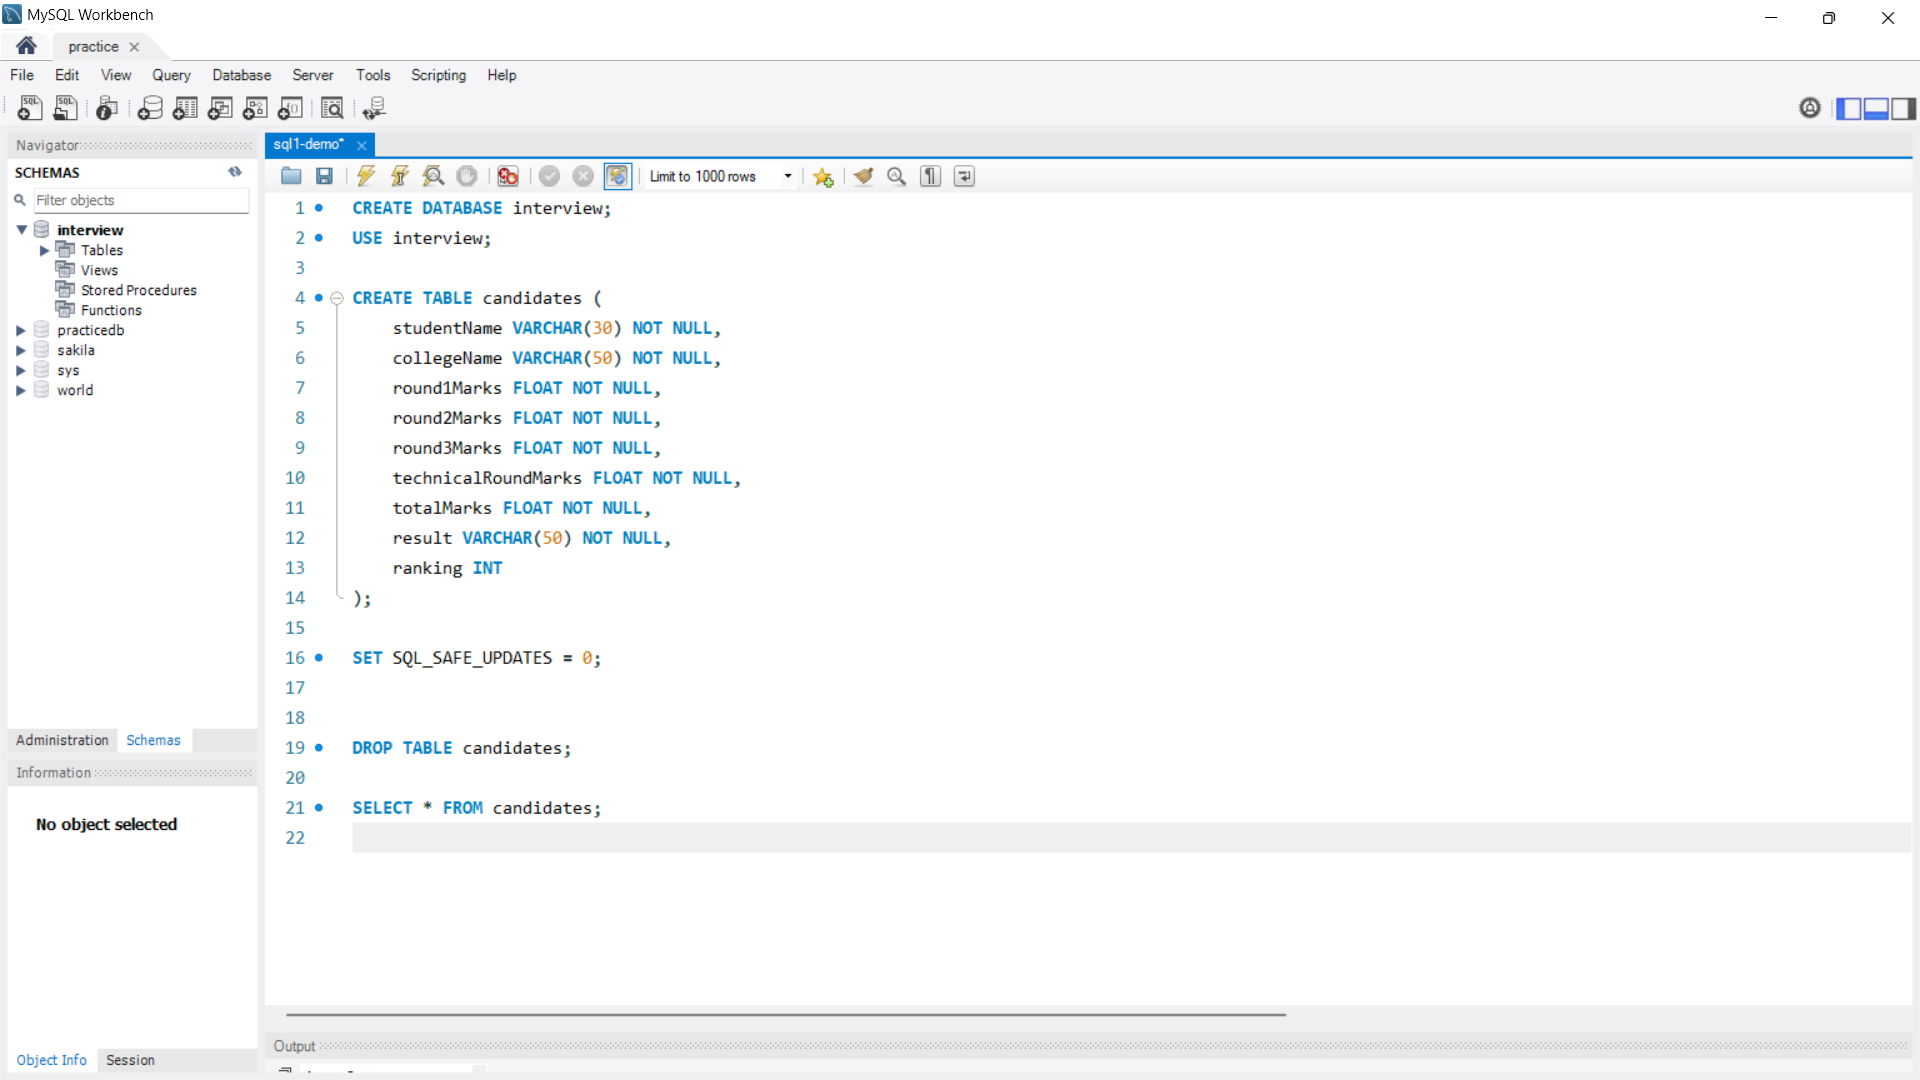 MySQL Workbench
practice
File Edit View Query Database Server Tools Scripting Help
Navigator
SCHEMAS
Filter objects
interview
Tables
Views
Stored Procedures
Functions
practicedb
sakila
sys
world
Administration Schemas
Information
No object selected
Object Info Session
sql1-demo*
Limit to 1000 rows
1 CREATE DATABASE interview;
2 USE interview;
3
4 CREATE TABLE candidates (
5 studentName VARCHAR(30) NOT NULL,
6 collegeName VARCHAR(50) NOT NULL,
7 round1Marks FLOAT NOT NULL,
8 round2Marks FLOAT NOT NULL,
9 round3Marks FLOAT NOT NULL,
10 technicalRoundMarks FLOAT NOT NULL,
11 totalMarks FLOAT NOT NULL,
12 result VARCHAR(50) NOT NULL,
13 ranking INT
14 );
15
16 SET SQL_SAFE_UPDATES = 0;
17
18
19 DROP TABLE candidates;
20
21 SELECT * FROM candidates;
22
Output